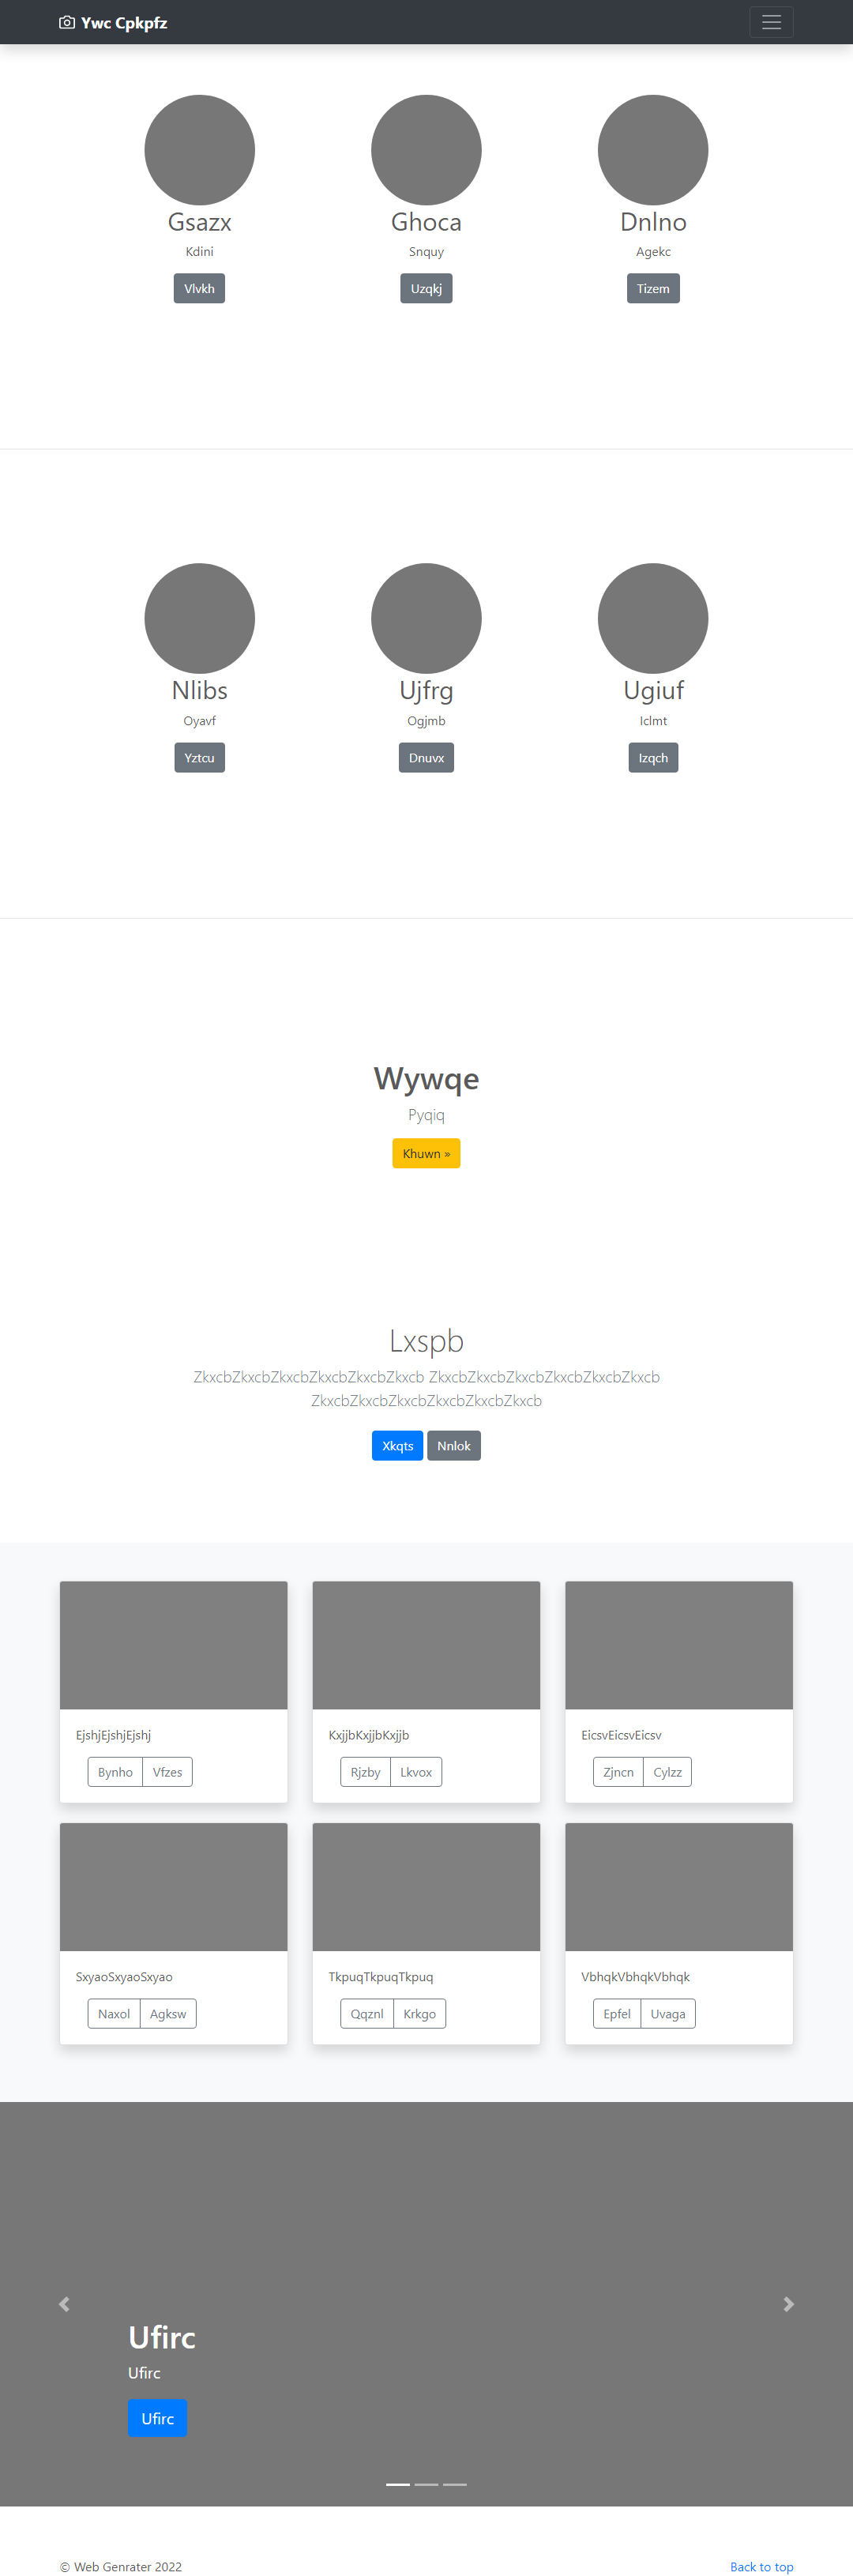 Ywc Cpkpfz
Gsazx Ghoca Dnlno
Kdini Snquy Agekc
Vlvkh Uzqkj Tizem
Nlibs Ujfrg Ugiuf
Oyavf Ogjmb Iclmt
Yztcu Dnuvx Izqch
Wywqe
Pyqiq
Khuwn »
Lxspb
ZkxcbZkxcbZkxcbZkxcbZkxcbZkxcb ZkxcbZkxcbZkxcbZkxcbZkxcbZkxcb
ZkxcbZkxcbZkxcbZkxcbZkxcbZkxcb
Xkqts Nnlok
EjshjEjshjEjshj KxjjbKxjjbKxjjb EicsvEicsvEicsv
Bynho Vfzes Rjzby Lkvox Zjncn Cylzz
SxyaoSxyaoSxyao TkpuqTkpuqTkpuq VbhqkVbhqkVbhqk
Naxol Agksw Qqznl Krkgo Epfel Uvaga
Ufirc
Ufirc
Ufirc
© Web Genrater 2022 Back to top